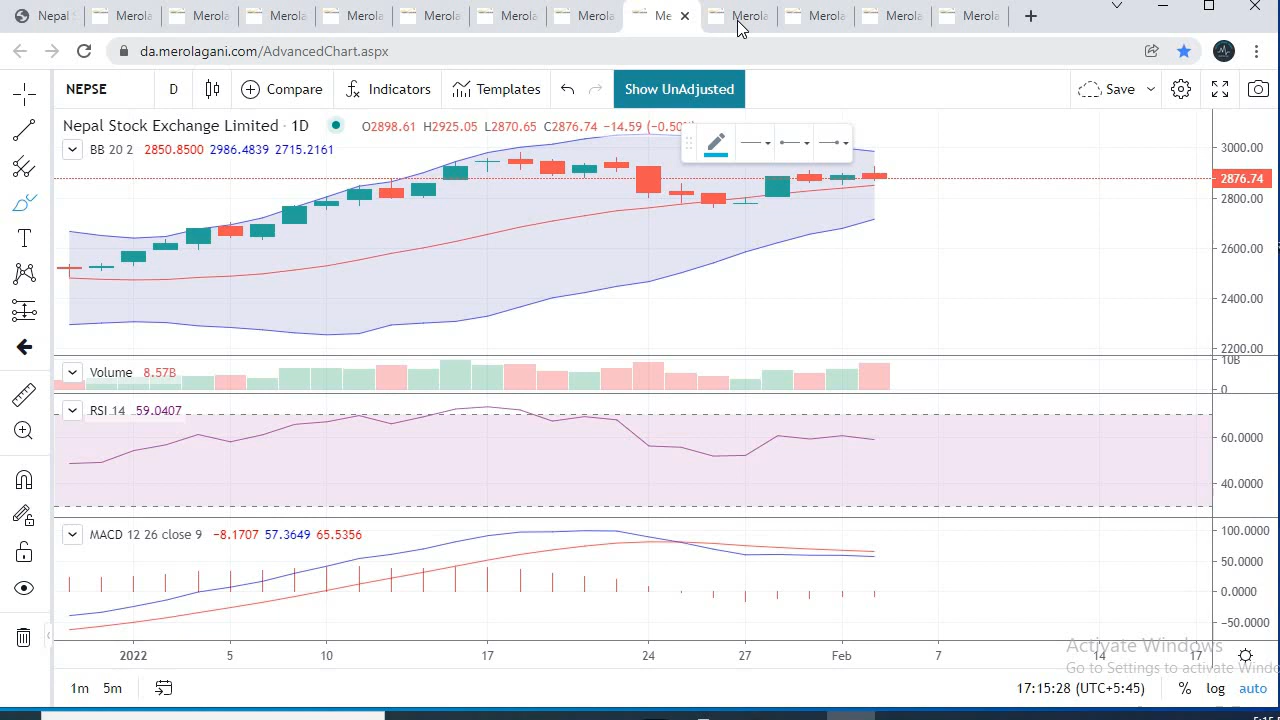 Nepal S Merola Merola Merola Merola Merola Merola Merola Me Merola Merola Merola Merola
da.merolagani.com/AdvancedChart.aspx
NEPSE D Compare Indicators Templates Show UnAdjusted Save
Nepal Stock Exchange Limited · 1D O2898.61 H2925.05 L2870.65 C2876.74 −14.59 (−0.50%
BB 20 2 2850.8500 2986.4839 2715.2161
3000.00
2876.74
2800.00
2600.00
2400.00
2200.00
Volume 8.57B
10B
0
RSI 14 59.0407
60.0000
40.0000
MACD 12 26 close 9 −8.1707 57.3649 65.5356
100.0000
50.0000
0.0000
−50.0000
2022 5 10 17 24 27 Feb 7 14 17
Activate Windows
Go to Settings to activate Windo
1m 5m 17:15:28 (UTC+5:45) % log auto